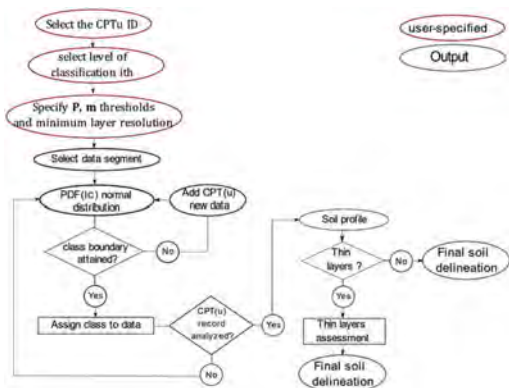 Select the CPTu ID
select level of
classification ith
Specify P, m thresholds
and minimum layer resolution
Select data segment
PDF(Ic) normal
distribution
Add CPT(u)
new data
class boundary
attained?
No
Yes
Assign class to data
CPT(u)
record
analyzed?
No
Yes
Soil profile
Thin
layers ?
No
Final soil
delineation
Yes
Thin layers
assessment
Final soil
delineation
user-specified
Output